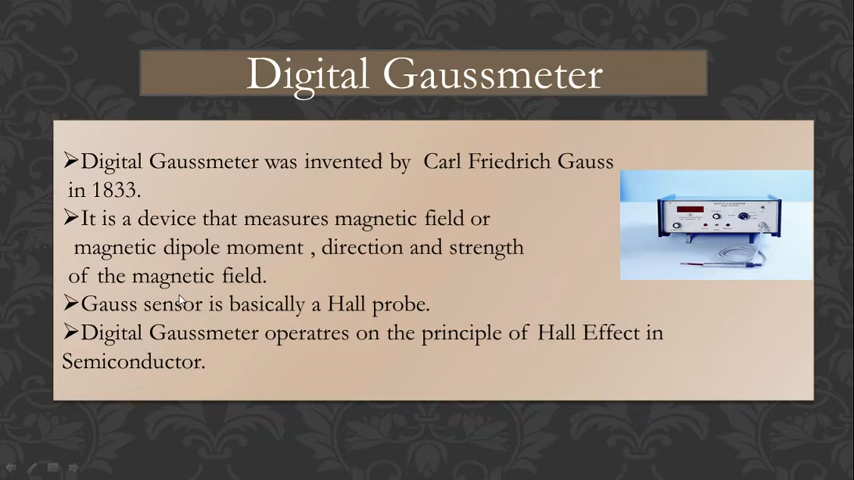 Digital Gaussmeter
➢Digital Gaussmeter was invented by Carl Friedrich Gauss
in 1833.
➢It is a device that measures magnetic field or
magnetic dipole moment , direction and strength
of the magnetic field.
➢Gauss sensor is basically a Hall probe.
➢Digital Gaussmeter operatres on the principle of Hall Effect in
Semiconductor.